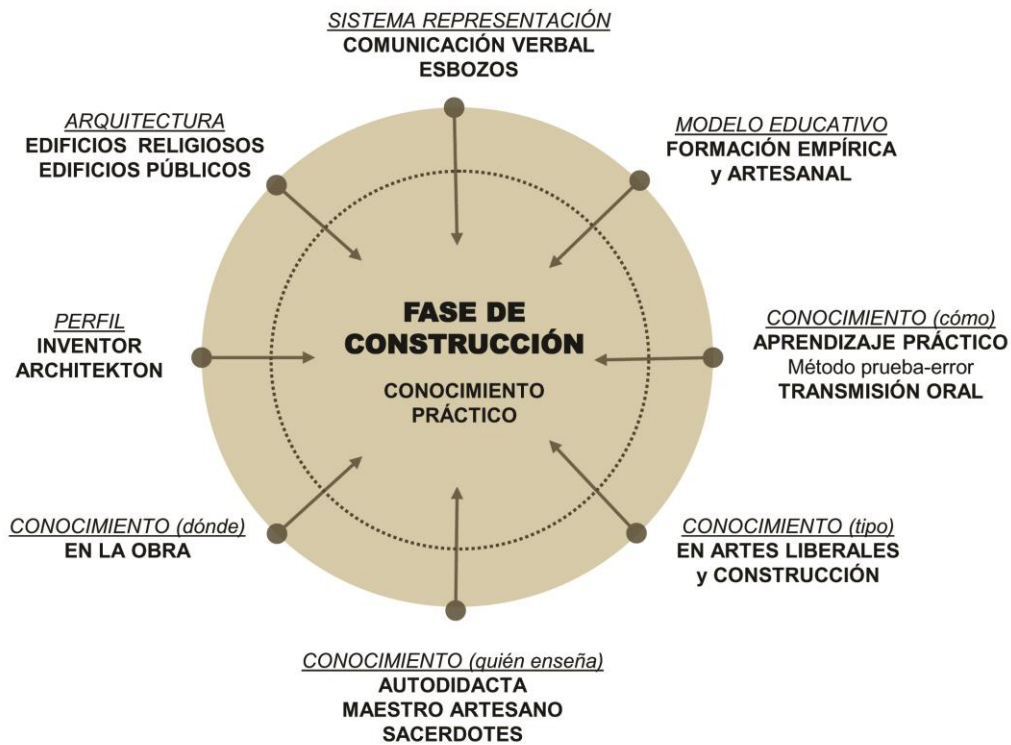 SISTEMA REPRESENTACIÓN
COMUNICACIÓN VERBAL
ESBOZOS
ARQUITECTURA
EDIFICIOS RELIGIOSOS
EDIFICIOS PÚBLICOS
MODELO EDUCATIVO
FORMACIÓN EMPÍRICA
y ARTESANAL
PERFIL
INVENTOR
ARCHITEKTON
FASE DE
CONSTRUCCIÓN
CONOCIMIENTO
PRÁCTICO
CONOCIMIENTO (cómo)
APRENDIZAJE PRÁCTICO
Método prueba-error
TRANSMISIÓN ORAL
CONOCIMIENTO (dónde)
EN LA OBRA
CONOCIMIENTO (tipo)
EN ARTES LIBERALES
y CONSTRUCCIÓN
CONOCIMIENTO (quién enseña)
AUTODIDACTA
MAESTRO ARTESANO
SACERDOTES